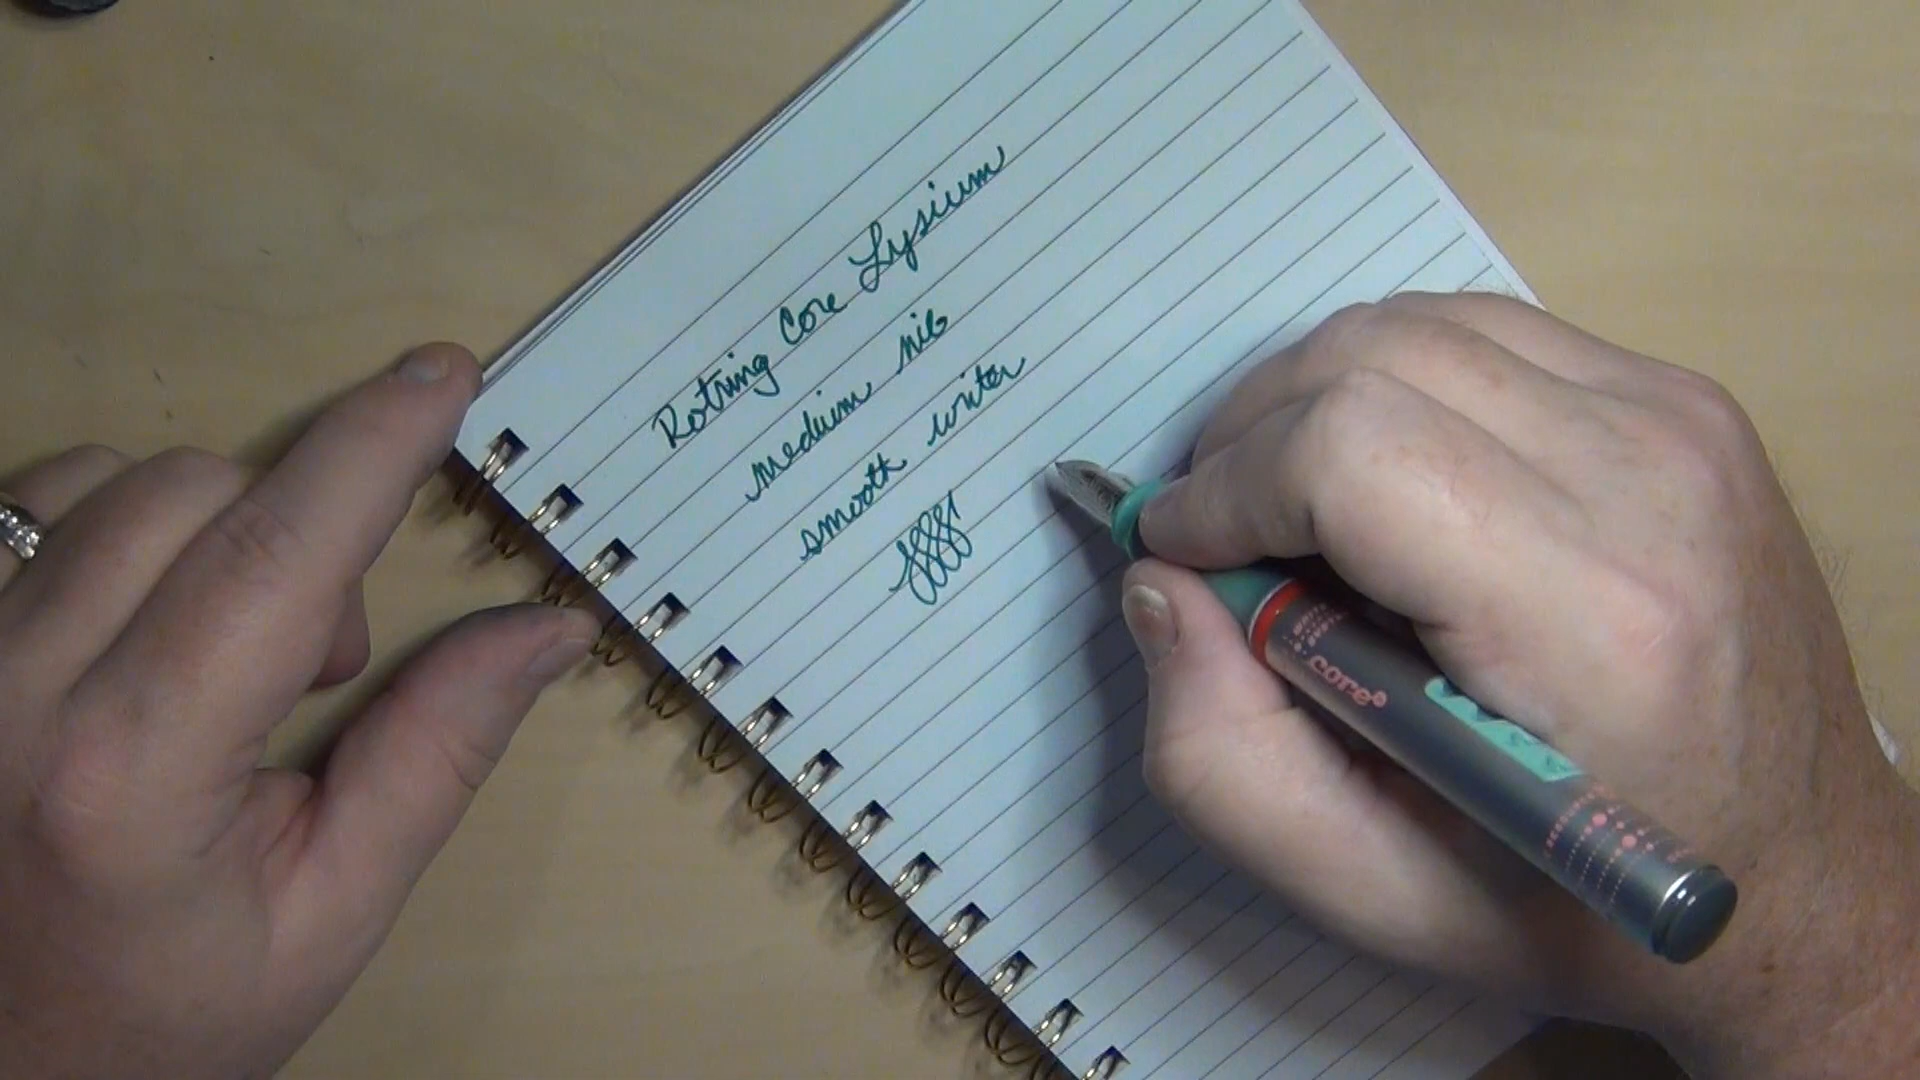 Rotring Core Lysium
medium nib
smooth writer
core